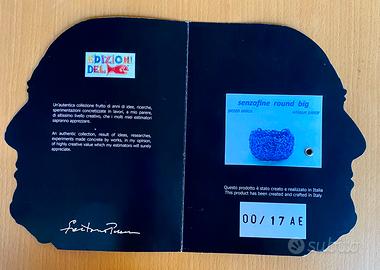 EDIZIONI
DEL
Un'autentica collezione frutto di anni di idee, ricerche,
sperimentazioni concretizzate in lavori, a mio parere,
di altissimo livello creativo, che i molti miei estimatori
sapranno apprezzare.
An authentic collection, result of ideas, researches,
experiments made concrete by works, in my opinion,
of highly creative value which my estimators will surely
appreciate.
senzafine round big
pezzo unico
unique piece
Questo prodotto è stato creato e realizzato in Italia
This product has been created and crafted in Italy
00/17 AE
subito